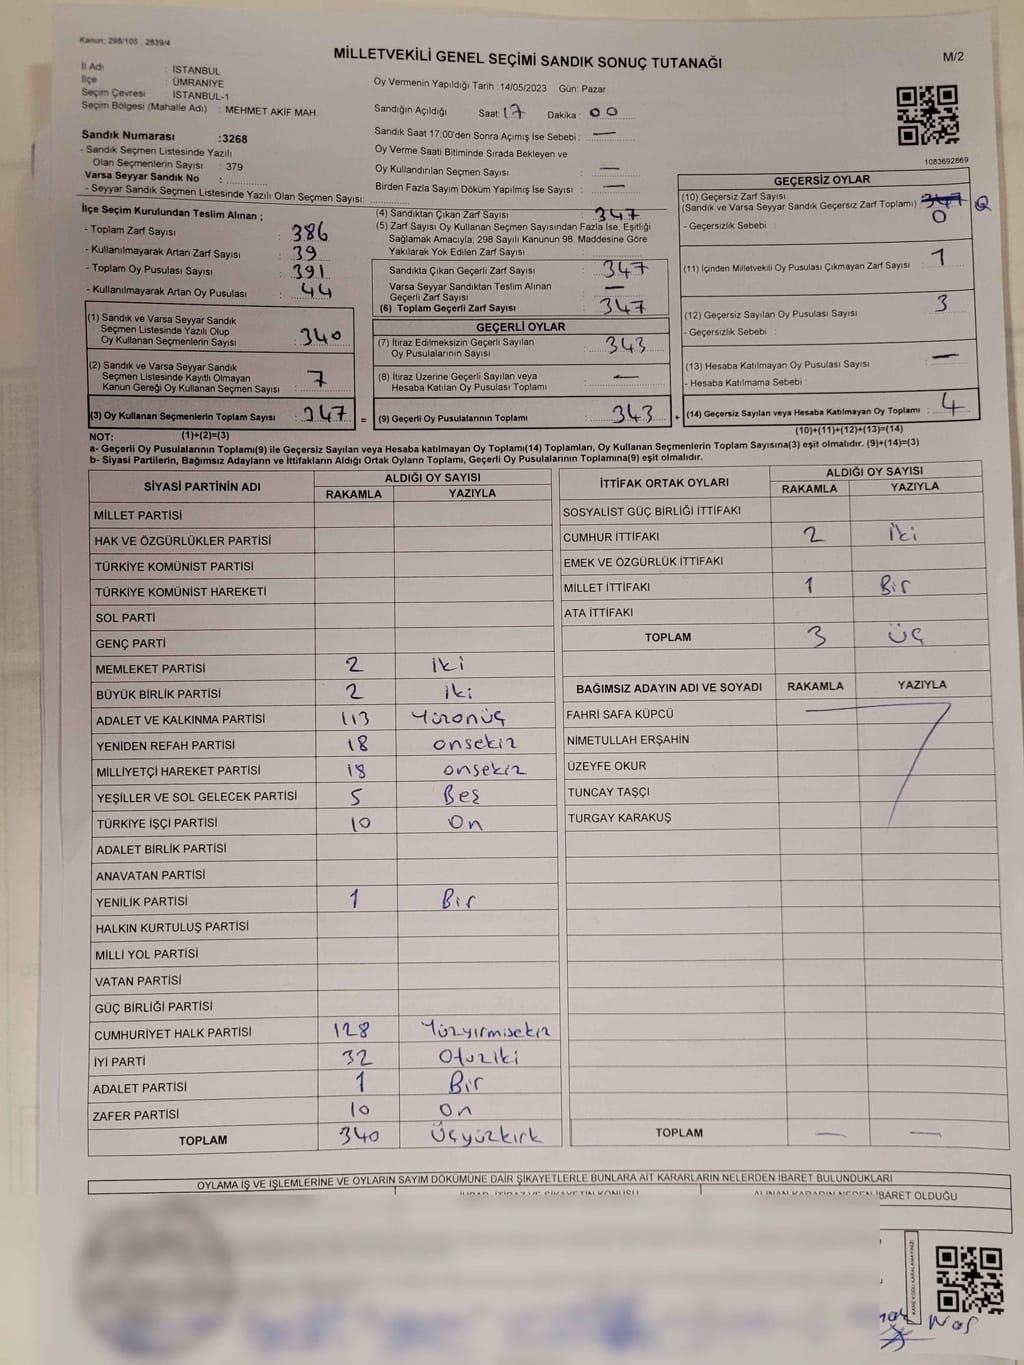 Kanun; 298/105 , 2839/4
MİLLETVEKİLİ GENEL SEÇİMİ SANDIK SONUÇ TUTANAĞI
M/2
İl Adı : İSTANBUL
İlçe : ÜMRANİYE
Seçim Çevresi : İSTANBUL-1
Seçim Bölgesi (Mahalle Adı) : MEHMET AKİF MAH.
Oy Vermenin Yapıldığı Tarih : 14/05/2023 Gün: Pazar
Sandığın Açıldığı Saat: 17 Dakika : 00
Sandık Saat 17:00'den Sonra Açımış İse Sebebi : —
Oy Verme Saati Bitiminde Sırada Bekleyen ve
Oy Kullandırılan Seçmen Sayısı : —
Birden Fazla Sayım Döküm Yapılmış İse Sayısı : —
1083692869
Sandık Numarası :3268
- Sandık Seçmen Listesinde Yazılı
Olan Seçmenlerin Sayısı : 379
Varsa Seyyar Sandık No :
- Seyyar Sandık Seçmen Listesinde Yazılı Olan Seçmen Sayısı:
İlçe Seçim Kurulundan Teslim Alınan ;
- Toplam Zarf Sayısı : 386
- Kullanılmayarak Artan Zarf Sayısı : 39
- Toplam Oy Pusulası Sayısı : 391
- Kullanılmayarak Artan Oy Pusulası : 44
(1) Sandık ve Varsa Seyyar Sandık
Seçmen Listesinde Yazılı Olup
Oy Kullanan Seçmenlerin Sayısı : 340
(2) Sandık ve Varsa Seyyar Sandık
Seçmen Listesinde Kayıtlı Olmayan
Kanun Gereği Oy Kullanan Seçmen Sayısı : 7
(3) Oy Kullanan Seçmenlerin Toplam Sayısı : 347 =
(1)+(2)=(3)
(4) Sandıktan Çıkan Zarf Sayısı : 347
(5) Zarf Sayısı Oy Kullanan Seçmen Sayısından Fazla İse, Eşitliği
Sağlamak Amacıyla; 298 Sayılı Kanunun 98. Maddesine Göre
Yakılarak Yok Edilen Zarf Sayısı :
Sandıkta Çıkan Geçerli Zarf Sayısı : 347
Varsa Seyyar Sandıktan Teslim Alınan
Geçerli Zarf Sayısı : —
(6) Toplam Geçerli Zarf Sayısı : 347
GEÇERLİ OYLAR
(7) İtiraz Edilmeksizin Geçerli Sayılan
Oy Pusulalarının Sayısı : 343
(8) İtiraz Üzerine Geçerli Sayılan veya
Hesaba Katılan Oy Pusulası Toplamı : —
(9) Geçerli Oy Pusulalarının Toplamı : 343 +
GEÇERSİZ OYLAR
(10) Geçersiz Zarf Sayısı
(Sandık ve Varsa Seyyar Sandık Geçersiz Zarf Toplamı) : 347
0
- Geçersizlik Sebebi :
(11) İçinden Milletvekili Oy Pusulası Çıkmayan Zarf Sayısı : 1
(12) Geçersiz Sayılan Oy Pusulası Sayısı : 3
- Geçersizlik Sebebi :
(13) Hesaba Katılmayan Oy Pusulası Sayısı : —
- Hesaba Katılmama Sebebi :
(14) Geçersiz Sayılan veya Hesaba Katılmayan Oy Toplamı : 4
(10)+(11)+(12)+(13)=(14)
NOT:
a- Geçerli Oy Pusulalarının Toplamı(9) ile Geçersiz Sayılan veya Hesaba katılmayan Oy Toplamı(14) Toplamları, Oy Kullanan Seçmenlerin Toplam Sayısına(3) eşit olmalıdır. (9)+(14)=(3)
b- Siyasi Partilerin, Bağımsız Adayların ve İttifakların Aldığı Ortak Oyların Toplamı, Geçerli Oy Pusulalarının Toplamına(9) eşit olmalıdır.
SİYASİ PARTİNİN ADI ALDIĞI OY SAYISI
RAKAMLA YAZIYLA
MİLLET PARTİSİ
HAK VE ÖZGÜRLÜKLER PARTİSİ
TÜRKİYE KOMÜNİST PARTİSİ
TÜRKİYE KOMÜNİST HAREKETİ
SOL PARTİ
GENÇ PARTİ
MEMLEKET PARTİSİ 2 iki
BÜYÜK BİRLİK PARTİSİ 2 iki
ADALET VE KALKINMA PARTİSİ 113 Yüzonüç
YENİDEN REFAH PARTİSİ 18 onsekiz
MİLLİYETÇİ HAREKET PARTİSİ 18 onsekiz
YEŞİLLER VE SOL GELECEK PARTİSİ 5 Beş
TÜRKİYE İŞÇİ PARTİSİ 10 On
ADALET BİRLİK PARTİSİ
ANAVATAN PARTİSİ
YENİLİK PARTİSİ 1 Bir
HALKIN KURTULUŞ PARTİSİ
MİLLİ YOL PARTİSİ
VATAN PARTİSİ
GÜÇ BİRLİĞİ PARTİSİ
CUMHURİYET HALK PARTİSİ 128 Yüzyirmisekiz
İYİ PARTİ 32 Otuziki
ADALET PARTİSİ 1 Bir
ZAFER PARTİSİ 10 On
TOPLAM 340 Üçyüzkırk
İTTİFAK ORTAK OYLARI ALDIĞI OY SAYISI
RAKAMLA YAZIYLA
SOSYALİST GÜÇ BİRLİĞİ İTTİFAKI
CUMHUR İTTİFAKI 2 İki
EMEK VE ÖZGÜRLÜK İTTİFAKI
MİLLET İTTİFAKI 1 Bir
ATA İTTİFAKI
TOPLAM 3 Üç
BAĞIMSIZ ADAYIN ADI VE SOYADI RAKAMLA YAZIYLA
FAHRİ SAFA KÜPCÜ
NİMETULLAH ERŞAHİN
ÜZEYFE OKUR
TUNCAY TAŞÇI
TURGAY KARAKUŞ
TOPLAM — —
OYLAMA İŞ VE İŞLEMLERİNE VE OYLARIN SAYIM DÖKÜMÜNE DAİR ŞİKAYETLERLE BUNLARA AİT KARARLARIN NELERDEN İBARET BULUNDUKLARI
İBARET OLDUĞU